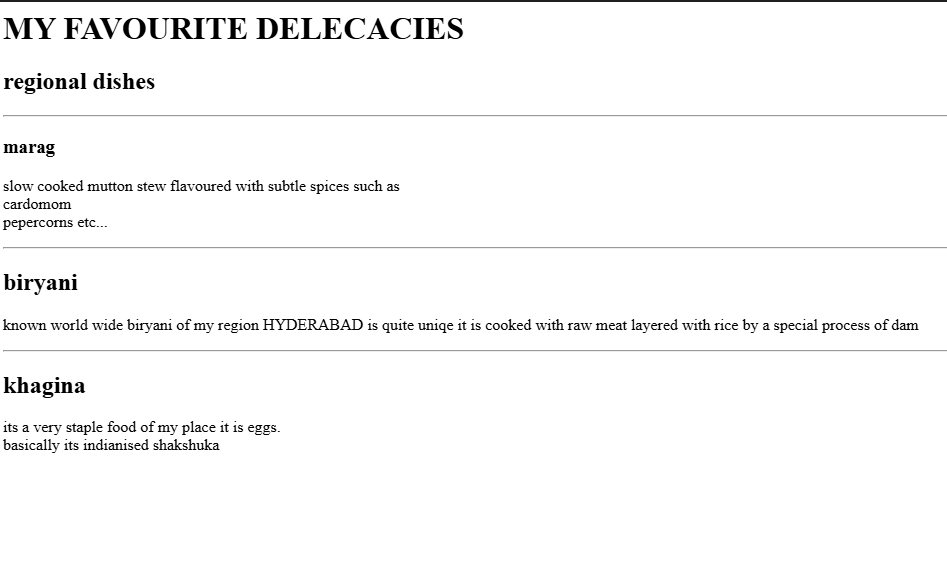 MY FAVOURITE DELECACIES
regional dishes
marag
slow cooked mutton stew flavoured with subtle spices such as
cardomom
pepercorns etc...
biryani
known world wide biryani of my region HYDERABAD is quite uniqe it is cooked with raw meat layered with rice by a special process of dam
khagina
its a very staple food of my place it is eggs.
basically its indianised shakshuka